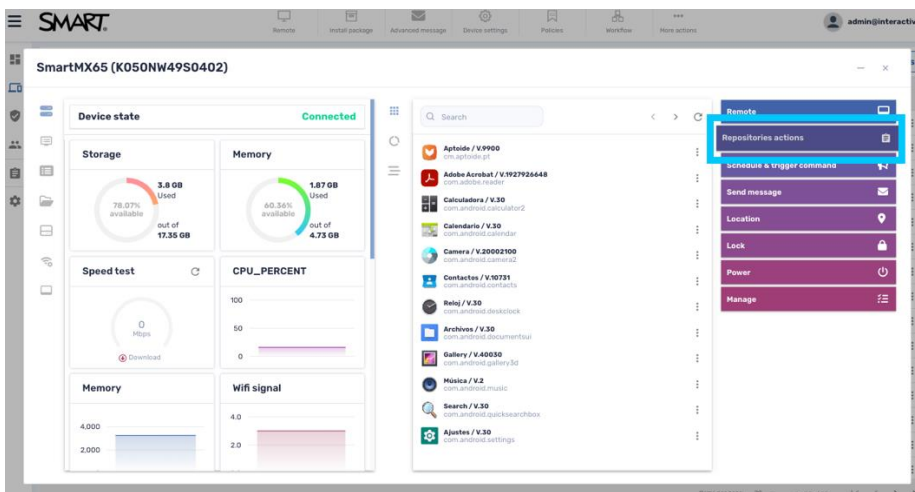 SMART.
Remote
Install package
Advanced message
Device settings
Policies
Workflow
More actions
admin@interactiv
SmartMX65 (K050NW49S0402)
Device state
Connected
Storage
78.07%
available
3.8 GB
Used
out of
17.35 GB
Memory
60.36%
available
1.87 GB
Used
out of
4.73 GB
Speed test
0
Mbps
Download
CPU_PERCENT
100
50
0
Memory
4,000
2,000
Wifi signal
4.0
2.0
Search
Aptoide / V.9900
cm.aptoide.pt
Adobe Acrobat / V.1927926648
com.adobe.reader
Calculadora / V.30
com.android.calculator2
Calendario / V.30
com.android.calendar
Camera / V.20002100
com.android.camera2
Contactos / V.10731
com.android.contacts
Reloj / V.30
com.android.deskclock
Archivos / V.30
com.android.documentsui
Gallery / V.40030
com.android.gallery3d
Música / V.2
com.android.music
Search / V.30
com.android.quicksearchbox
Ajustes / V.30
com.android.settings
Remote
Repositories actions
Schedule & trigger command
Send message
Location
Lock
Power
Manage